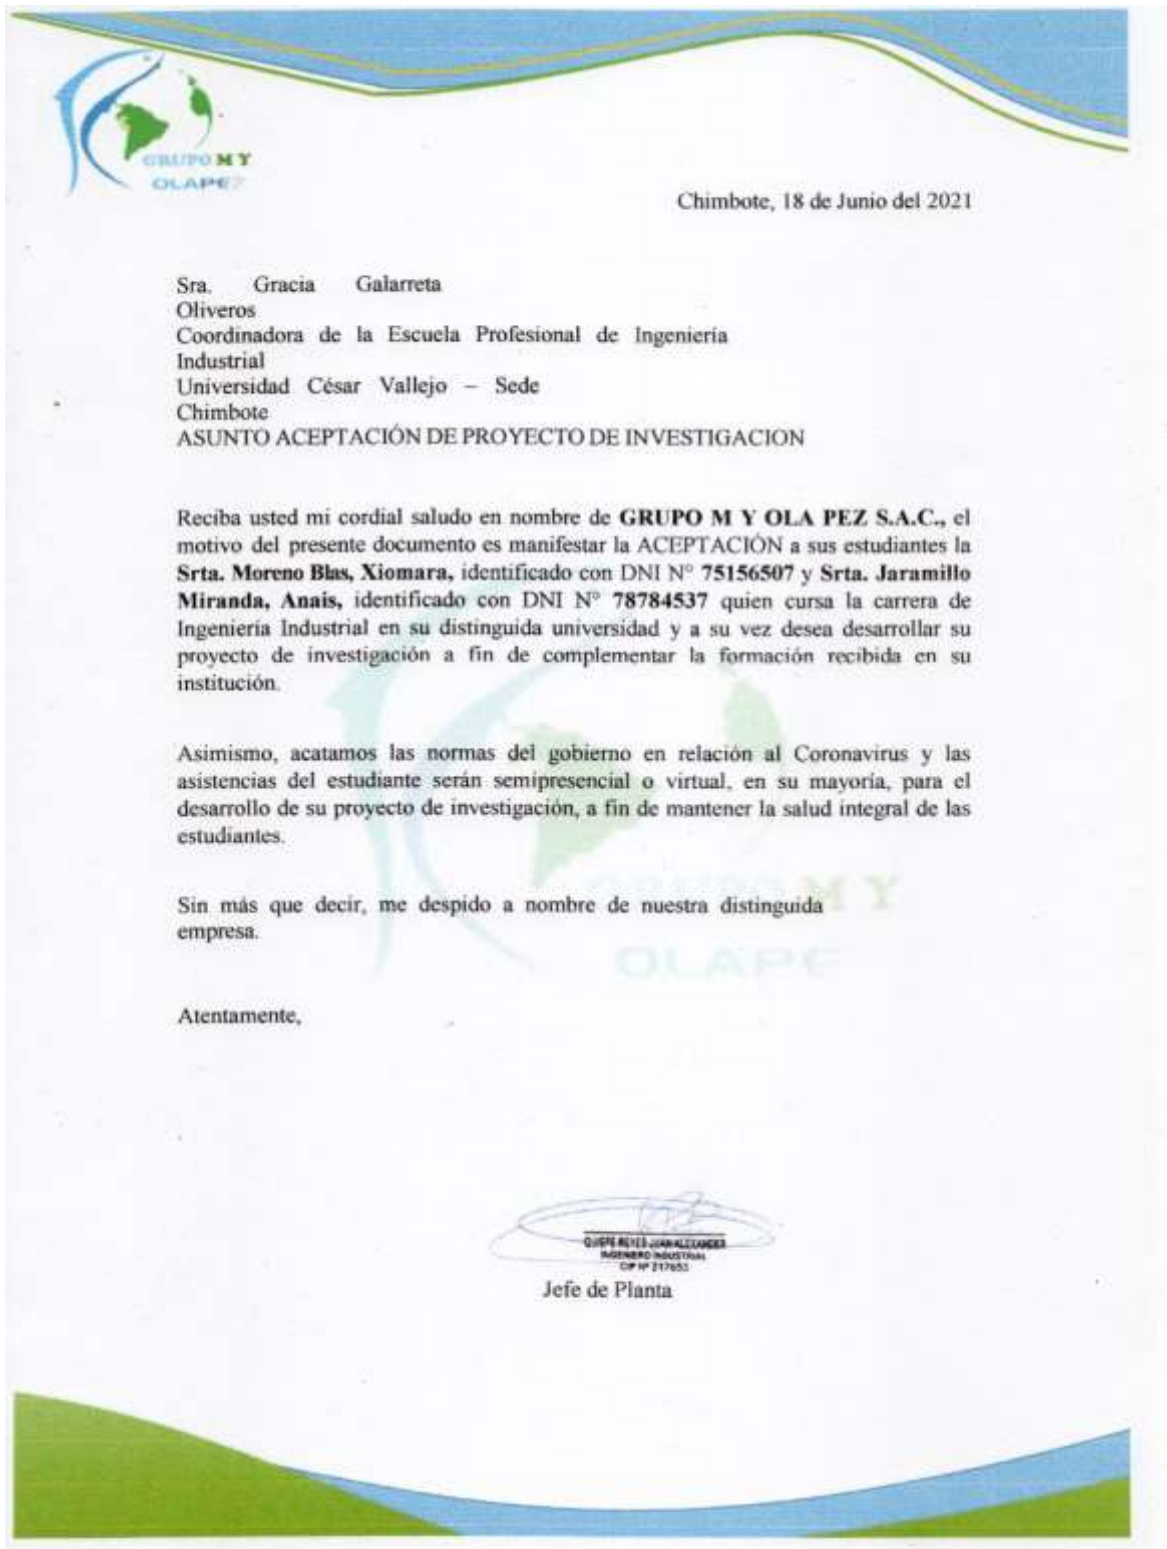 GRUPO M Y
OLAPEZ
Chimbote, 18 de Junio del 2021
Sra. Gracia Galarreta
Oliveros
Coordinadora de la Escuela Profesional de Ingeniería
Industrial
Universidad César Vallejo – Sede
Chimbote
ASUNTO ACEPTACIÓN DE PROYECTO DE INVESTIGACION
Reciba usted mi cordial saludo en nombre de GRUPO M Y OLA PEZ S.A.C., el
motivo del presente documento es manifestar la ACEPTACIÓN a sus estudiantes la
Srta. Moreno Blas, Xiomara, identificado con DNI N° 75156507 y Srta. Jaramillo
Miranda, Anais, identificado con DNI N° 78784537 quien cursa la carrera de
Ingeniería Industrial en su distinguida universidad y a su vez desea desarrollar su
proyecto de investigación a fin de complementar la formación recibida en su
institución.
Asimismo, acatamos las normas del gobierno en relación al Coronavirus y las
asistencias del estudiante serán semipresencial o virtual, en su mayoría, para el
desarrollo de su proyecto de investigación, a fin de mantener la salud integral de las
estudiantes.
GRUPO M Y
OLAPE
Sin más que decir, me despido a nombre de nuestra distinguida
empresa.
Atentamente,
QUISPE REYES JUAN ALEXANDER
INGENIERO INDUSTRIAL
CIP N° 217653
Jefe de Planta